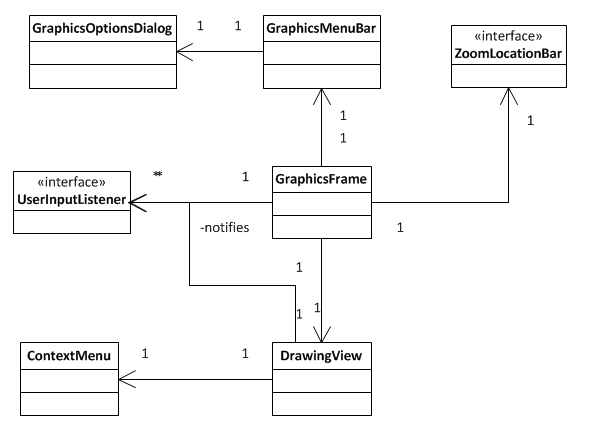 GraphicsOptionsDialog 1 1 GraphicsMenuBar
«interface»
ZoomLocationBar
1
1
1
«interface»
UserInputListener
** 1
GraphicsFrame
-notifies
1
1
1
1
ContextMenu 1 1 DrawingView